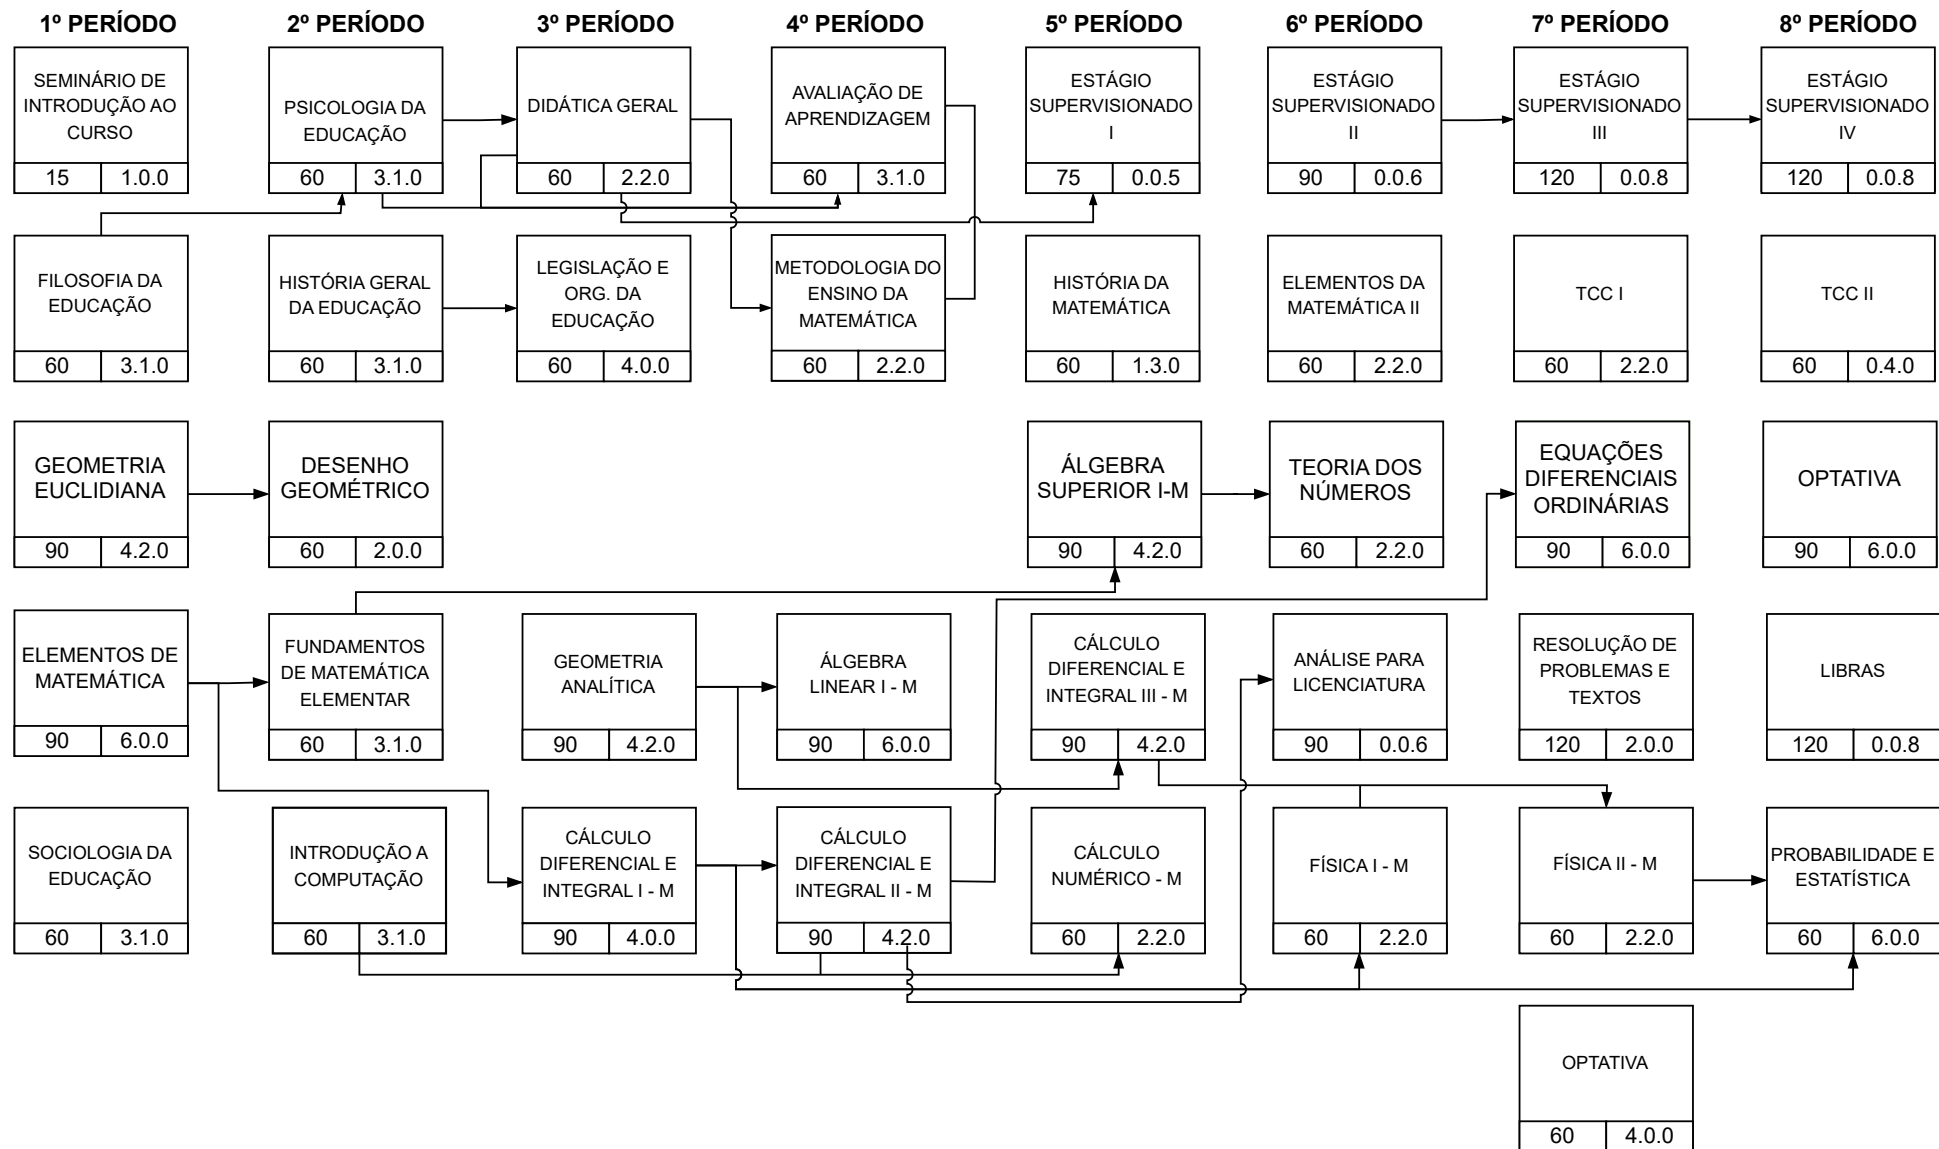 1º PERÍODO
2º PERÍODO
3º PERÍODO
4º PERÍODO
5º PERÍODO
6º PERÍODO
7º PERÍODO
8º PERÍODO
SEMINÁRIO DE
INTRODUÇÃO AO
CURSO
15 1.0.0
PSICOLOGIA DA
EDUCAÇÃO
60 3.1.0
DIDÁTICA GERAL
60 2.2.0
AVALIAÇÃO DE
APRENDIZAGEM
60 3.1.0
ESTÁGIO
SUPERVISIONADO
I
75 0.0.5
ESTÁGIO
SUPERVISIONADO
II
90 0.0.6
ESTÁGIO
SUPERVISIONADO
III
120 0.0.8
ESTÁGIO
SUPERVISIONADO
IV
120 0.0.8
FILOSOFIA DA
EDUCAÇÃO
60 3.1.0
HISTÓRIA GERAL
DA EDUCAÇÃO
60 3.1.0
LEGISLAÇÃO E
ORG. DA
EDUCAÇÃO
60 4.0.0
METODOLOGIA DO
ENSINO DA
MATEMÁTICA
60 2.2.0
HISTÓRIA DA
MATEMÁTICA
60 1.3.0
ELEMENTOS DA
MATEMÁTICA II
60 2.2.0
TCC I
60 2.2.0
TCC II
60 0.4.0
GEOMETRIA
EUCLIDIANA
90 4.2.0
DESENHO
GEOMÉTRICO
60 2.0.0
ÁLGEBRA
SUPERIOR I-M
90 4.2.0
TEORIA DOS
NÚMEROS
60 2.2.0
EQUAÇÕES
DIFERENCIAIS
ORDINÁRIAS
90 6.0.0
OPTATIVA
90 6.0.0
ELEMENTOS DE
MATEMÁTICA
90 6.0.0
FUNDAMENTOS
DE MATEMÁTICA
ELEMENTAR
60 3.1.0
GEOMETRIA
ANALÍTICA
90 4.2.0
ÁLGEBRA
LINEAR I - M
90 6.0.0
CÁLCULO
DIFERENCIAL E
INTEGRAL III - M
90 4.2.0
ANÁLISE PARA
LICENCIATURA
90 0.0.6
RESOLUÇÃO DE
PROBLEMAS E
TEXTOS
120 2.0.0
LIBRAS
120 0.0.8
SOCIOLOGIA DA
EDUCAÇÃO
60 3.1.0
INTRODUÇÃO A
COMPUTAÇÃO
60 3.1.0
CÁLCULO
DIFERENCIAL E
INTEGRAL I - M
90 4.0.0
CÁLCULO
DIFERENCIAL E
INTEGRAL II - M
90 4.2.0
CÁLCULO
NUMÉRICO - M
60 2.2.0
FÍSICA I - M
60 2.2.0
FÍSICA II - M
60 2.2.0
PROBABILIDADE E
ESTATÍSTICA
60 6.0.0
OPTATIVA
60 4.0.0